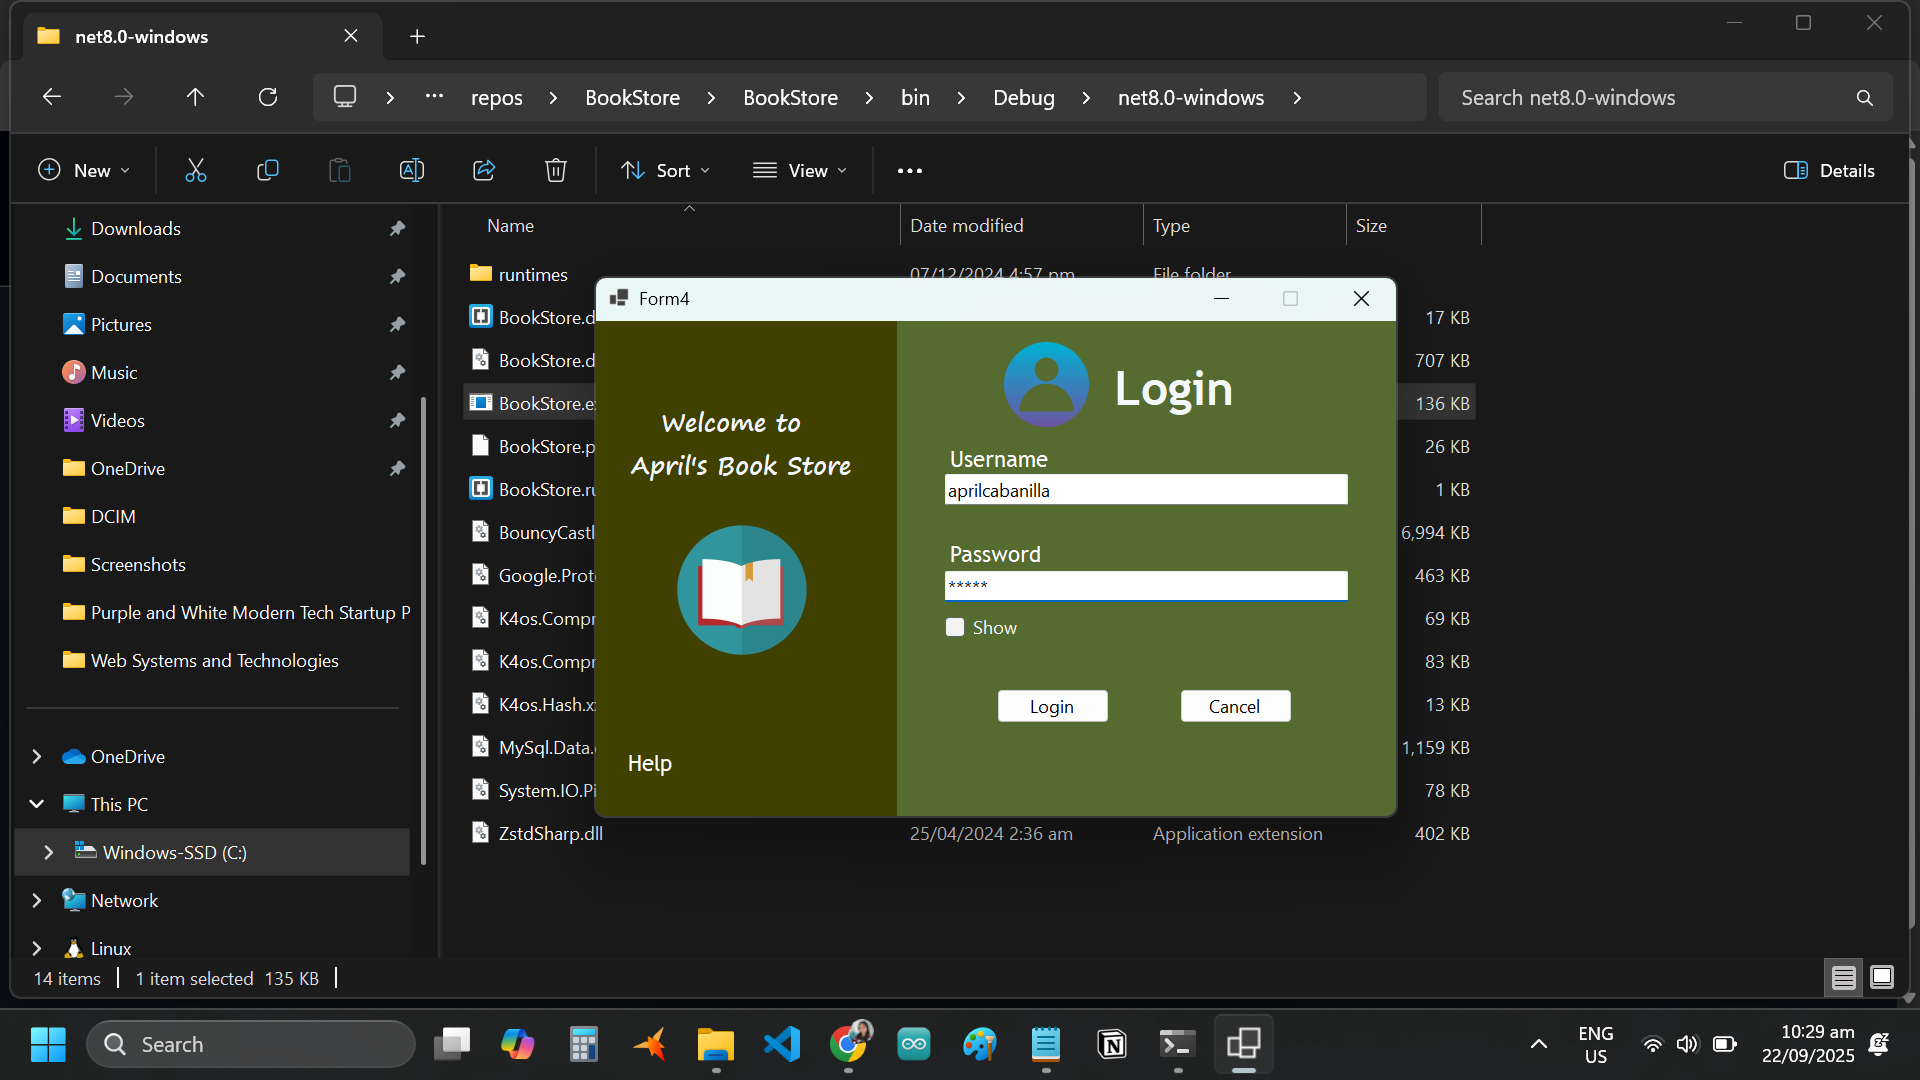 net8.0-windows
repos > BookStore > BookStore > bin > Debug > net8.0-windows >
Search net8.0-windows
New
Sort
View
Details
Name Date modified Type Size
Downloads
Documents
Pictures
Music
Videos
OneDrive
DCIM
Screenshots
Purple and White Modern Tech Startup P
Web Systems and Technologies
OneDrive
This PC
Windows-SSD (C:)
Network
Linux
runtimes 07/12/2024 4:57 pm File folder
BookStore.d 17 KB
BookStore.d 707 KB
BookStore.ex 136 KB
BookStore.p 26 KB
BookStore.ru 1 KB
BouncyCastl 6,994 KB
Google.Prot 463 KB
K4os.Compr 69 KB
K4os.Compr 83 KB
K4os.Hash.x 13 KB
MySql.Data. 1,159 KB
System.IO.Pi 78 KB
ZstdSharp.dll 25/04/2024 2:36 am Application extension 402 KB
Form4
Welcome to
April's Book Store
Help
Login
Username
aprilcabanilla
Password
*****
Show
Login Cancel
14 items 1 item selected 135 KB
Search
ENG
US
10:29 am
22/09/2025